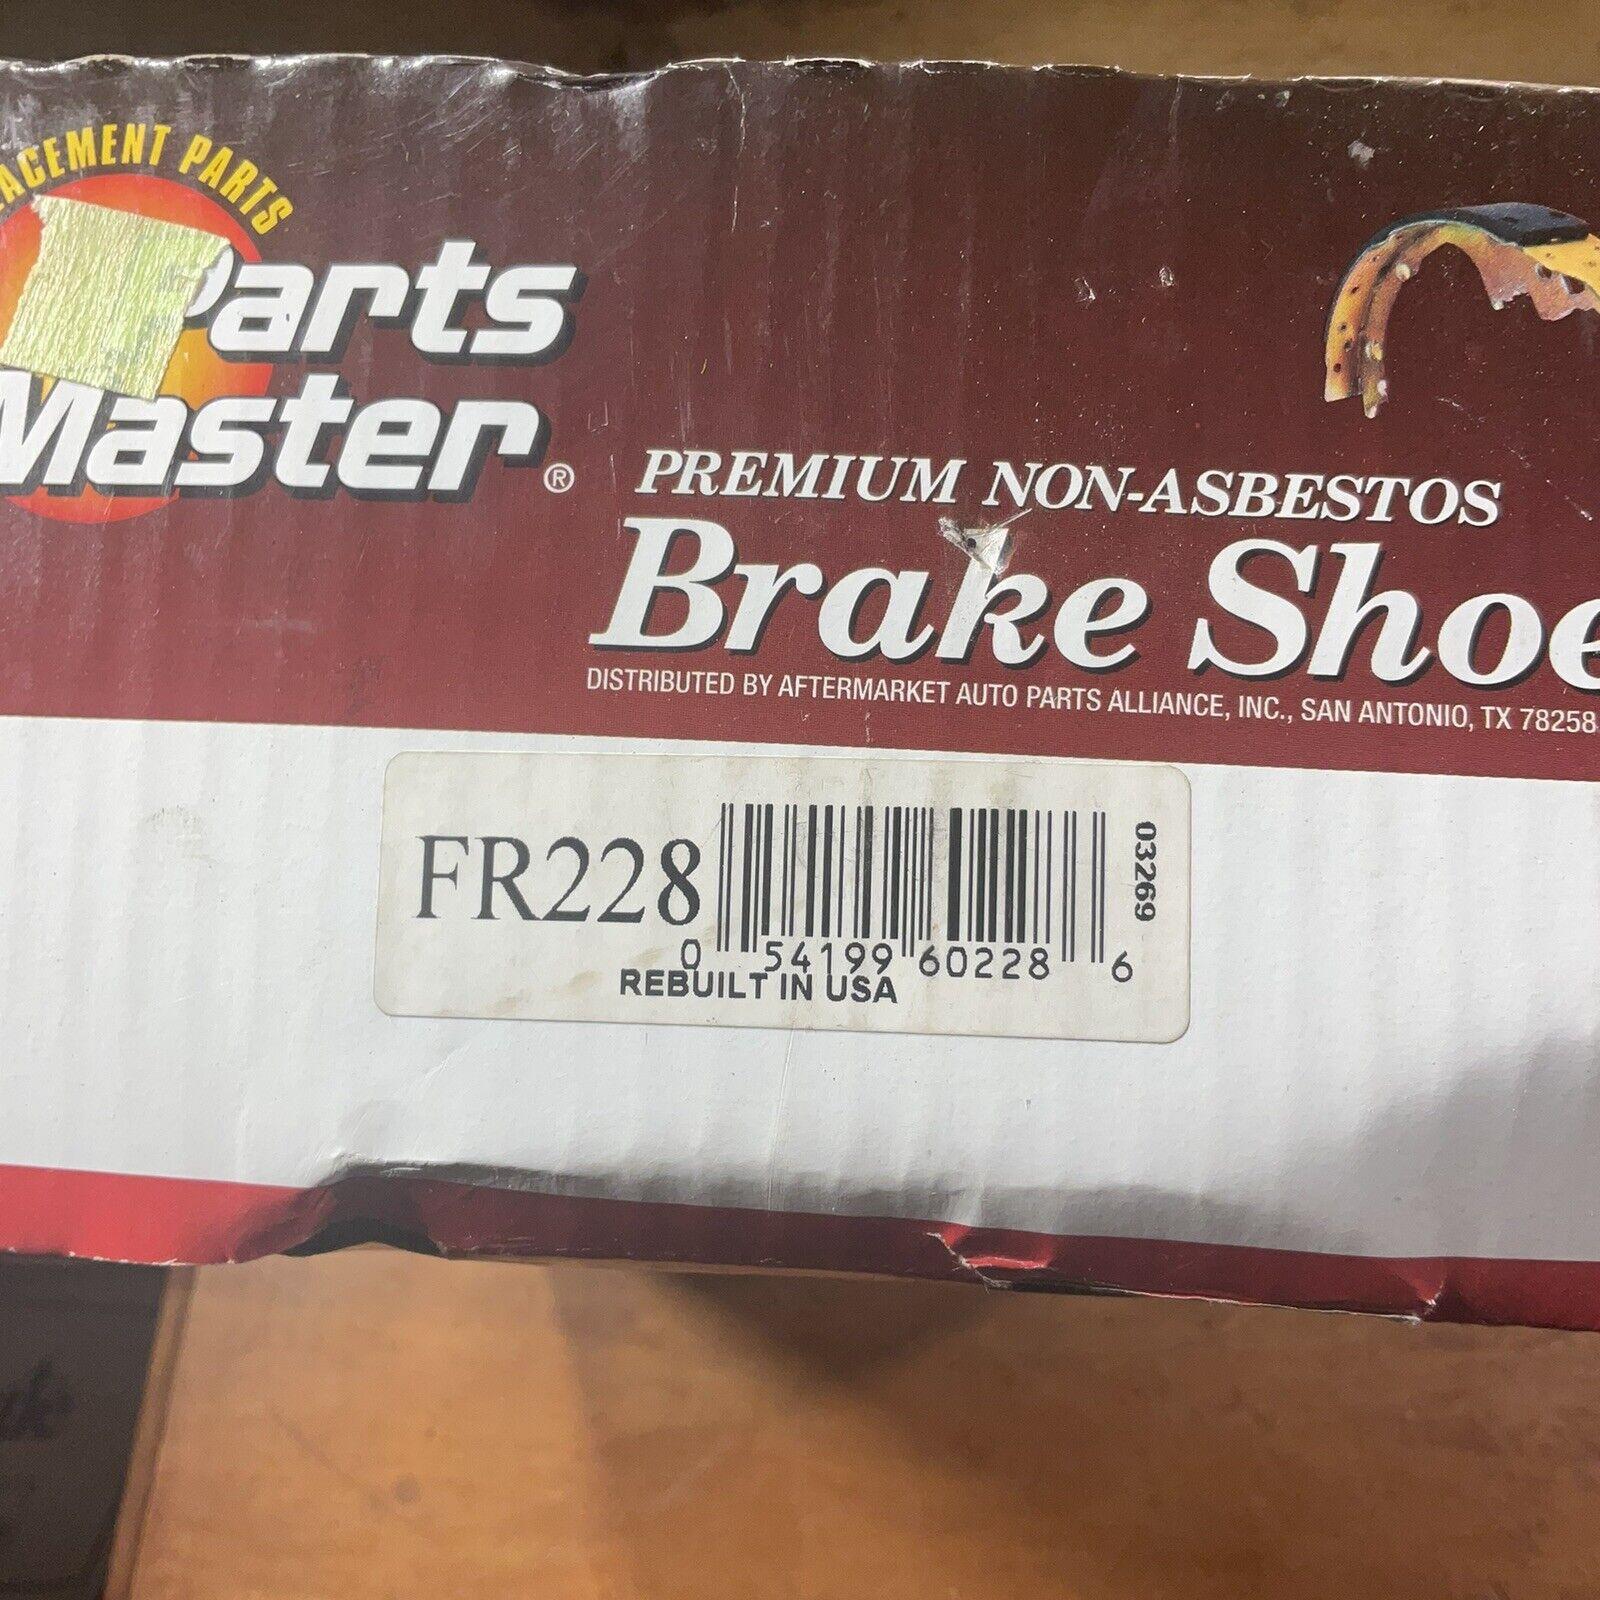 PARTS
Parts
Master®
PREMIUM NON-ASBESTOS
Brake Shoe
DISTRIBUTED BY AFTERMARKET AUTO PARTS ALLIANCE, INC., SAN ANTONIO, TX 78258
FR228
03269
0 54199 60228 6
REBUILT IN USA